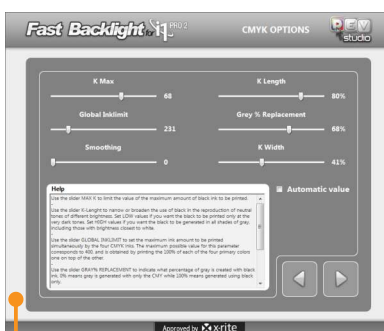 Fast Backlight for i1 PRO 2
CMYK OPTIONS
REV studio
K Max
68
K Length
80%
Global Inklimit
231
Grey % Replacement
68%
Smoothing
0
K Width
41%
Help
Use the slider MAX K to limit the value of the maximum amount of black ink to be printed.
Use the slider K-Lenght to narrow or broaden the use of black in the reproduction of neutral
tones of different brightness. Set LOW values if you want the black to be printed only at the
very dark tones. Set HIGH values if you want the black to be generated in all shades of gray,
including those with brightness closed to white.
Use the slider GLOBAL INKLIMIT to set the maximum ink amount to be printed
simultaneously by the four CMYK inks. The maximum possible value for this parameter
corresponds to 400, and is obtained by printing the 100% of each of the four primary colors
one on top of the other.
Use the slider GRAY% REPLACEMENT to indicate what percentage of gray is created with black
ink. 0% means gray is generated with only the CMY while 100% means generated using black
only.
Automatic value
Approved by x-rite